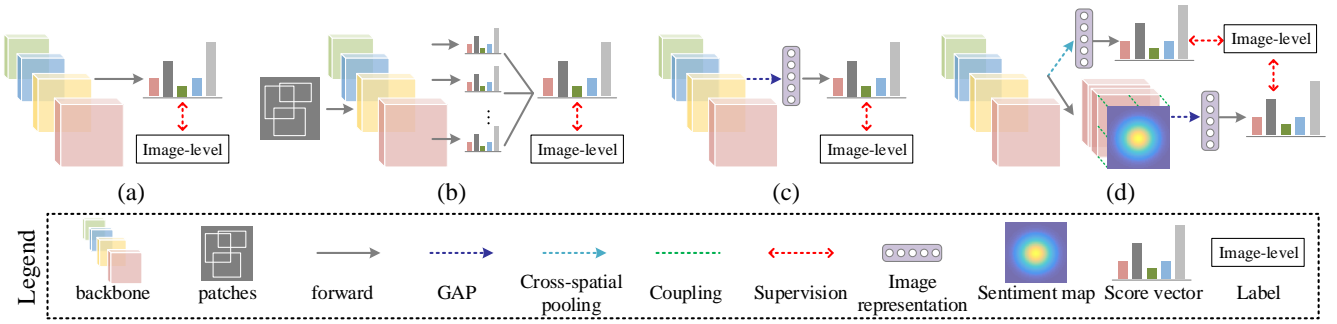 Image-level
(a)
Image-level
(b)
Image-level
(c)
Image-level
(d)
Legend
backbone
patches
forward
GAP
Cross-spatial
pooling
Coupling
Supervision
Image
representation
Sentiment map
Score vector
Image-level
Label